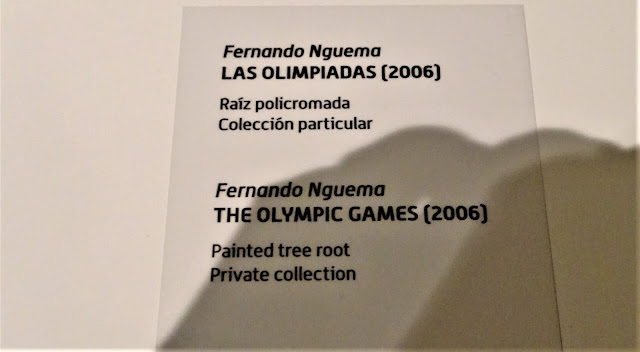 Fernando Nguema
LAS OLIMPIADAS (2006)
Raíz policromada
Colección particular
Fernando Nguema
THE OLYMPIC GAMES (2006)
Painted tree root
Private collection